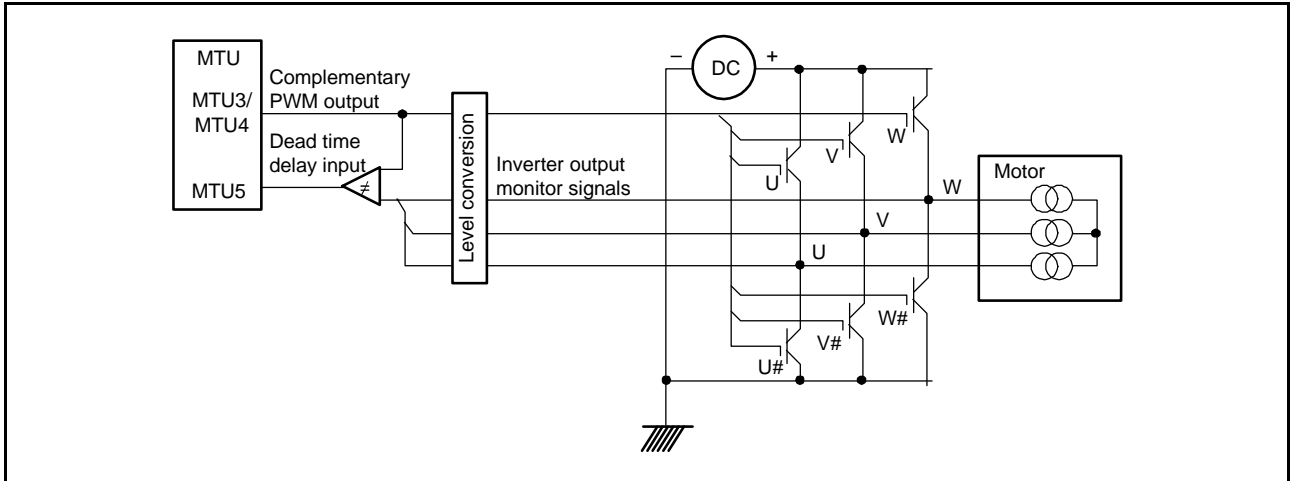 MTU
MTU3/
MTU4
MTU5
Complementary
PWM output
Dead time
delay input
≠
Level conversion
Inverter output
monitor signals
–
DC
+
W
V
U
W
V
U
W#
V#
U#
Motor